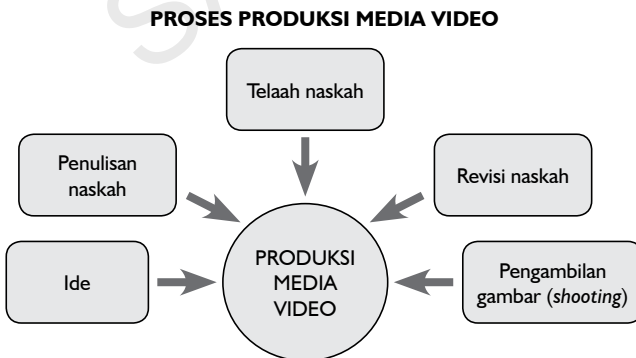 PROSES PRODUKSI MEDIA VIDEO
Telaah naskah
Penulisan
naskah
Revisi naskah
Ide
PRODUKSI
MEDIA
VIDEO
Pengambilan
gambar (shooting)